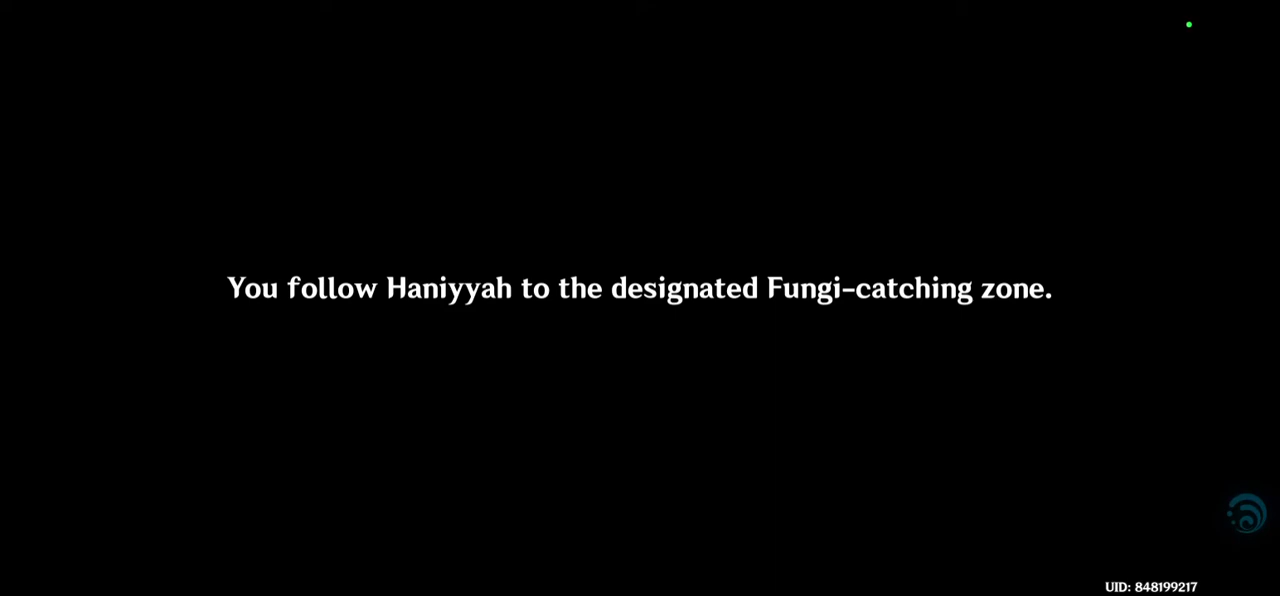 You follow Haniyyah to the designated Fungi-catching zone.
UID: 848199217